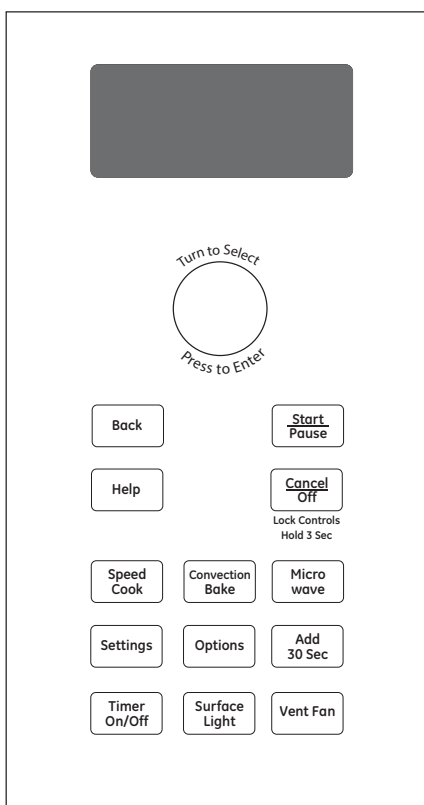 Turn to Select
Press to Enter
Back
Start
Pause
Help
Cancel
Off
Lock Controls
Hold 3 Sec
Speed
Cook
Convection
Bake
Micro
wave
Settings
Options
Add
30 Sec
Timer
On/Off
Surface
Light
Vent Fan